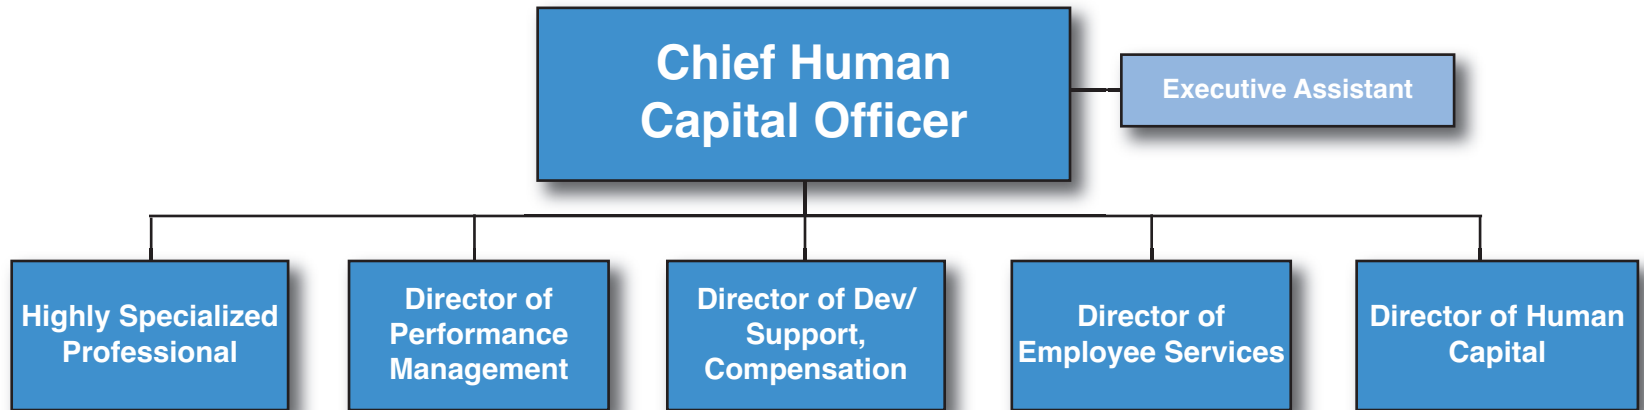 Chief Human
Capital Officer
Executive Assistant
Highly Specialized
Professional
Director of
Performance
Management
Director of Dev/
Support,
Compensation
Director of
Employee Services
Director of Human
Capital